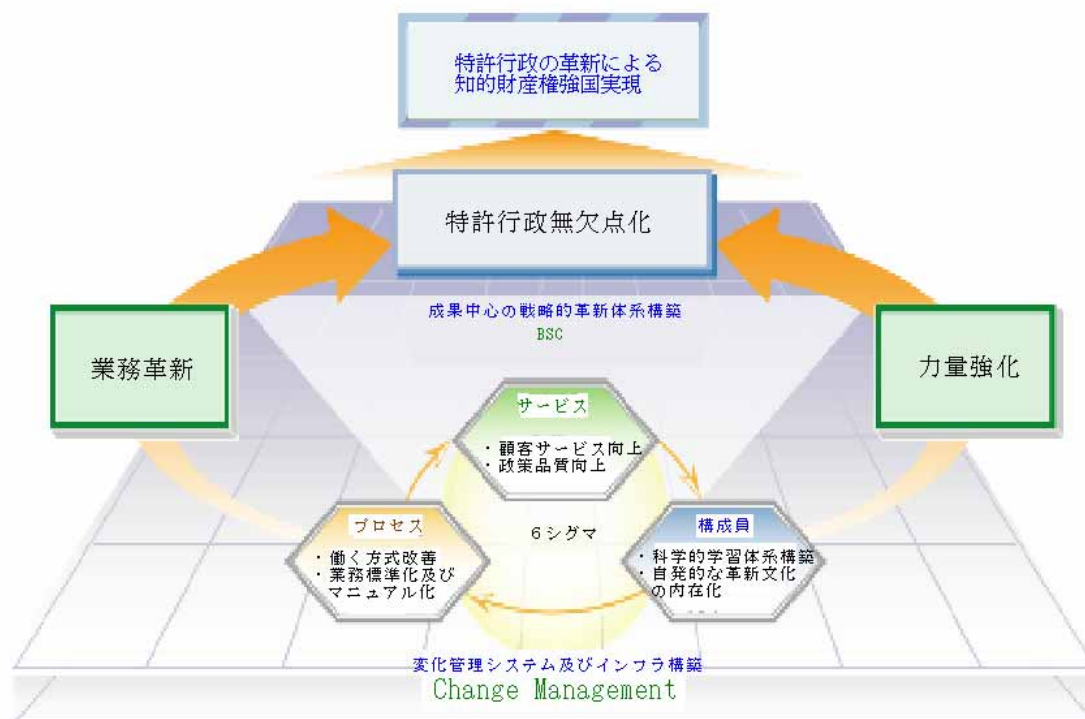 特許行政の革新による
知的財産権強国実現
特許行政無欠点化
成果中心の戦略的革新体系構築
BSC
業務革新
力量強化
サービス
・顧客サービス向上
・政策品質向上
6シグマ
プロセス
・働く方式改善
・業務標準化及び
マニュアル化
構成員
・科学的学習体系構築
・自発的な革新文化
の内在化
変化管理システム及びインフラ構築
Change Management